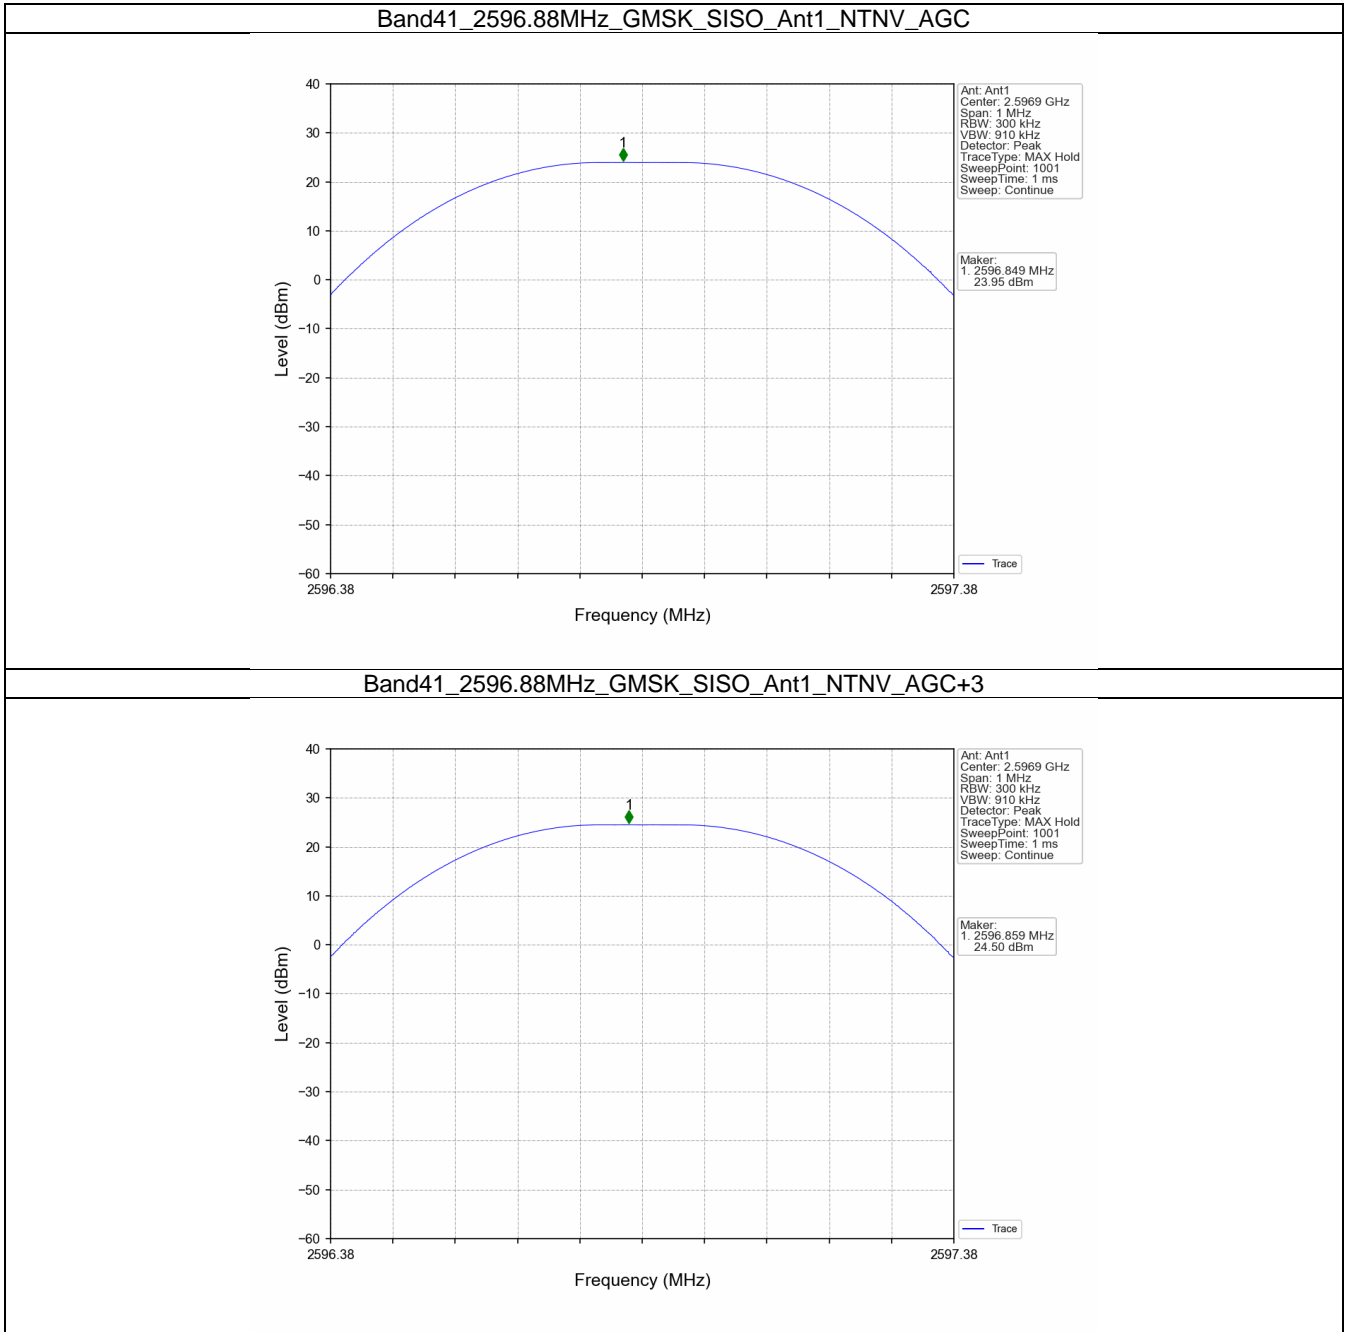 Band41_2596.88MHz_GMSK_SISO_Ant1_NTNV_AGC
40
30
20
10
0
−10
−20
−30
−40
−50
−60
Level (dBm)
1
2596.38
2597.38
Frequency (MHz)
Ant: Ant1
Center: 2.5969 GHz
Span: 1 MHz
RBW: 300 kHz
VBW: 910 kHz
Detector: Peak
TraceType: MAX Hold
SweepPoint: 1001
SweepTime: 1 ms
Sweep: Continue
Maker:
1. 2596.849 MHz
23.95 dBm
Trace
Band41_2596.88MHz_GMSK_SISO_Ant1_NTNV_AGC+3
40
30
20
10
0
−10
−20
−30
−40
−50
−60
Level (dBm)
1
2596.38
2597.38
Frequency (MHz)
Ant: Ant1
Center: 2.5969 GHz
Span: 1 MHz
RBW: 300 kHz
VBW: 910 kHz
Detector: Peak
TraceType: MAX Hold
SweepPoint: 1001
SweepTime: 1 ms
Sweep: Continue
Maker:
1. 2596.859 MHz
24.50 dBm
Trace